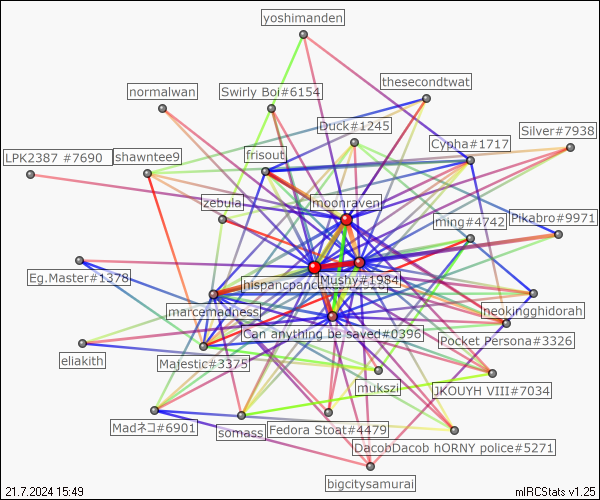 yoshimanden
thesecondtwat
normalwan
Swirly Boi#6154
Duck#1245
Silver#7938
Cypha#1717
LPK2387 #7690
shawntee9
frisout
zebula
moonraven
ming#4742
Pikabro#9971
Eg.Master#1378
Mushy#1984
marcemadness
neokingghidorah
Can anything be saved#0396
Pocket Persona#3326
eliakith
Majestic#3375
mukszi
JKOUYH VIII#7034
Madネコ#6901
somass
Fedora Stoat#4479
DacobDacob hORNY police#5271
bigcitysamurai
21.7.2024 15:49
mIRCStats v1.25